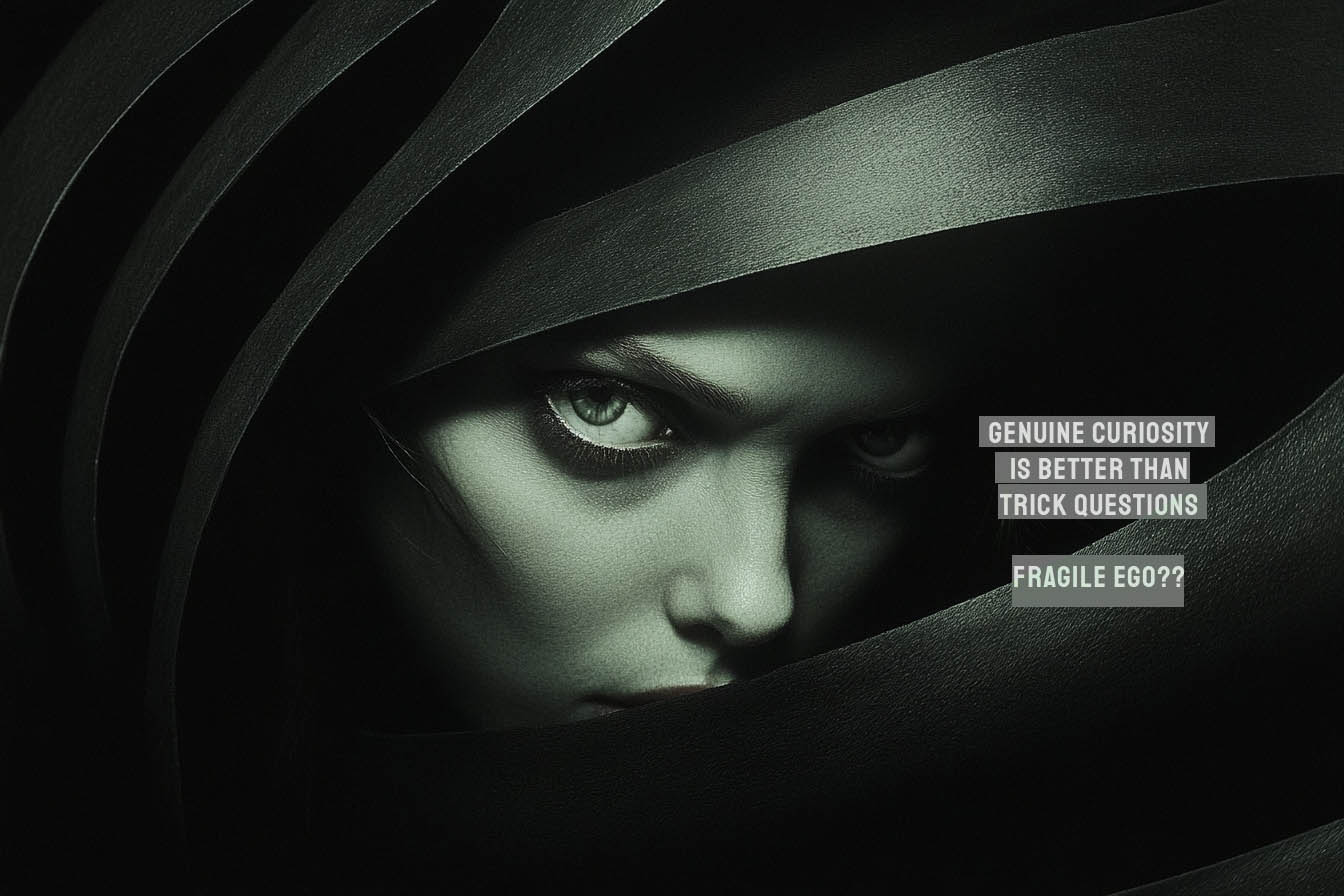 GENUINE CURIOSITY
IS BETTER THAN
TRICK QUESTIONS
FRAGILE EGO??